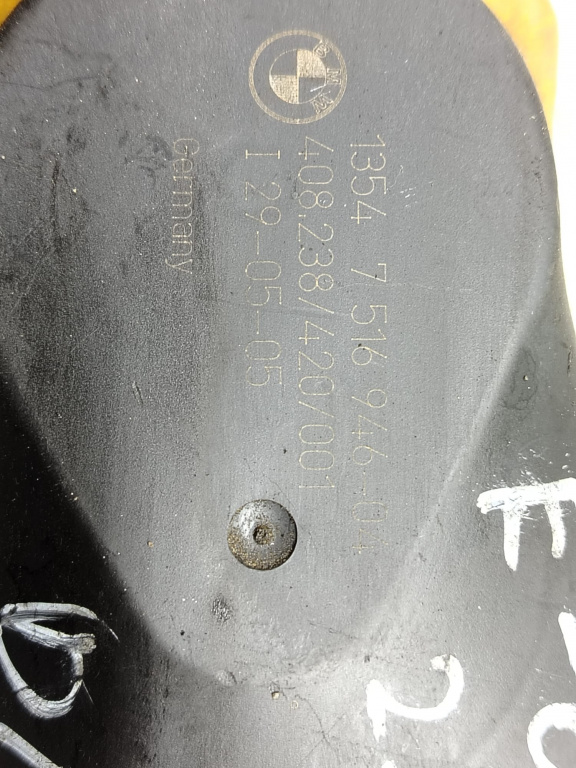 BMW
1354 7 516 946-04
408.238/420/001
I 29-05-05
Germany